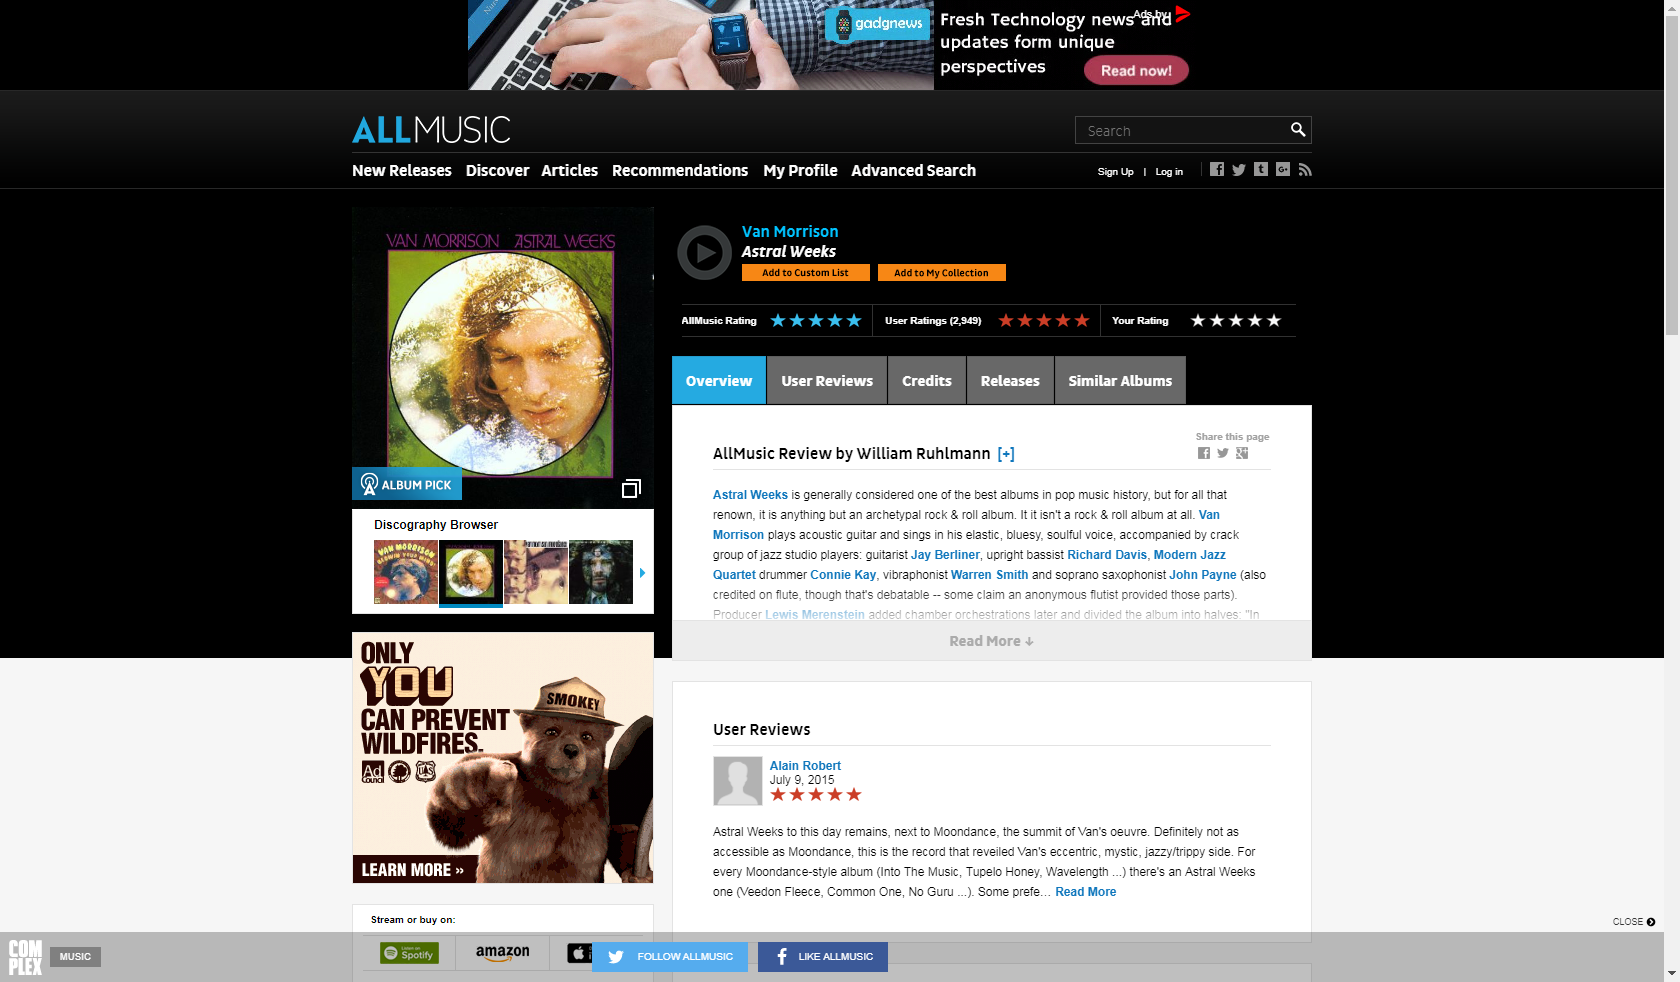 gadgnews
Fresh Technology news and
updates form unique
perspectives
Ads by
Read now!
ALLMUSIC
Search
New Releases Discover Articles Recommendations My Profile Advanced Search
Sign Up | Log in
VAN MORRISON ASTRAL WEEKS
ALBUM PICK
Van Morrison
Astral Weeks
Add to Custom List Add to My Collection
AllMusic Rating User Ratings (2,949) Your Rating
Overview User Reviews Credits Releases Similar Albums
Discography Browser
VAN MORRISON
Share this page
AllMusic Review by William Ruhlmann [+]
Astral Weeks is generally considered one of the best albums in pop music history, but for all that
renown, it is anything but an archetypal rock & roll album. It it isn't a rock & roll album at all. Van
Morrison plays acoustic guitar and sings in his elastic, bluesy, soulful voice, accompanied by crack
group of jazz studio players: guitarist Jay Berliner, upright bassist Richard Davis, Modern Jazz
Quartet drummer Connie Kay, vibraphonist Warren Smith and soprano saxophonist John Payne (also
credited on flute, though that's debatable -- some claim an anonymous flutist provided those parts).
Producer Lewis Merenstein added chamber orchestrations later and divided the album into halves: "In
Read More ↓
ONLY
YOU
CAN PREVENT
WILDFIRES.
Ad
Council
SMOKEY
LEARN MORE »
User Reviews
Alain Robert
July 9, 2015
Astral Weeks to this day remains, next to Moondance, the summit of Van's oeuvre. Definitely not as
accessible as Moondance, this is the record that reveiled Van's eccentric, mystic, jazzy/trippy side. For
every Moondance-style album (Into The Music, Tupelo Honey, Wavelength ...) there's an Astral Weeks
one (Veedon Fleece, Common One, No Guru ...). Some prefe... Read More
Stream or buy on:
Listen on
Spotify
amazon
CLOSE
COM
PLEX
MUSIC
FOLLOW ALLMUSIC
LIKE ALLMUSIC